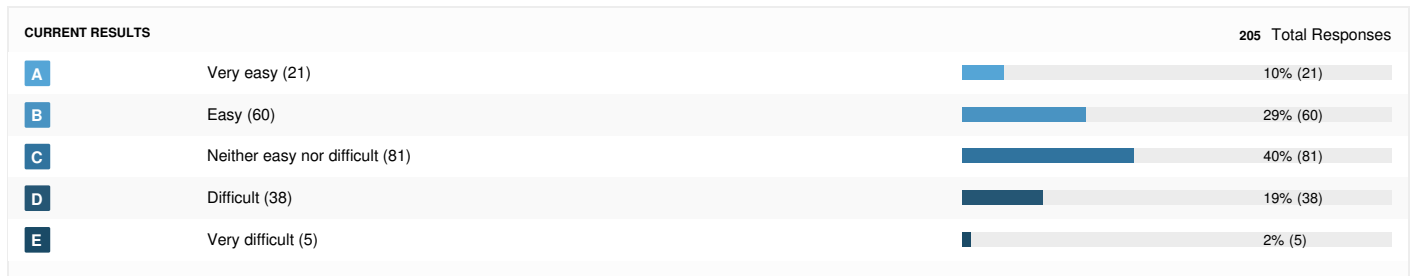 CURRENT RESULTS 205 Total Responses
A Very easy (21) 10% (21)
B Easy (60) 29% (60)
C Neither easy nor difficult (81) 40% (81)
D Difficult (38) 19% (38)
E Very difficult (5) 2% (5)